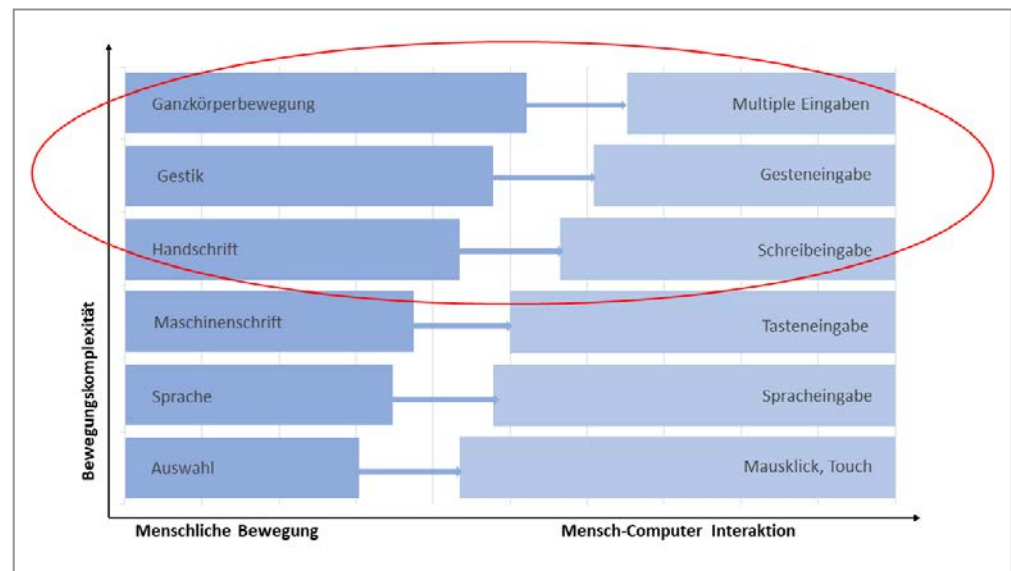 Bewegungskomplexität
Ganzkörperbewegung
Multiple Eingaben
Gestik
Gesteneingabe
Handschrift
Schreibeingabe
Maschinenschrift
Tasteneingabe
Sprache
Spracheingabe
Auswahl
Mausklick, Touch
Menschliche Bewegung
Mensch-Computer Interaktion